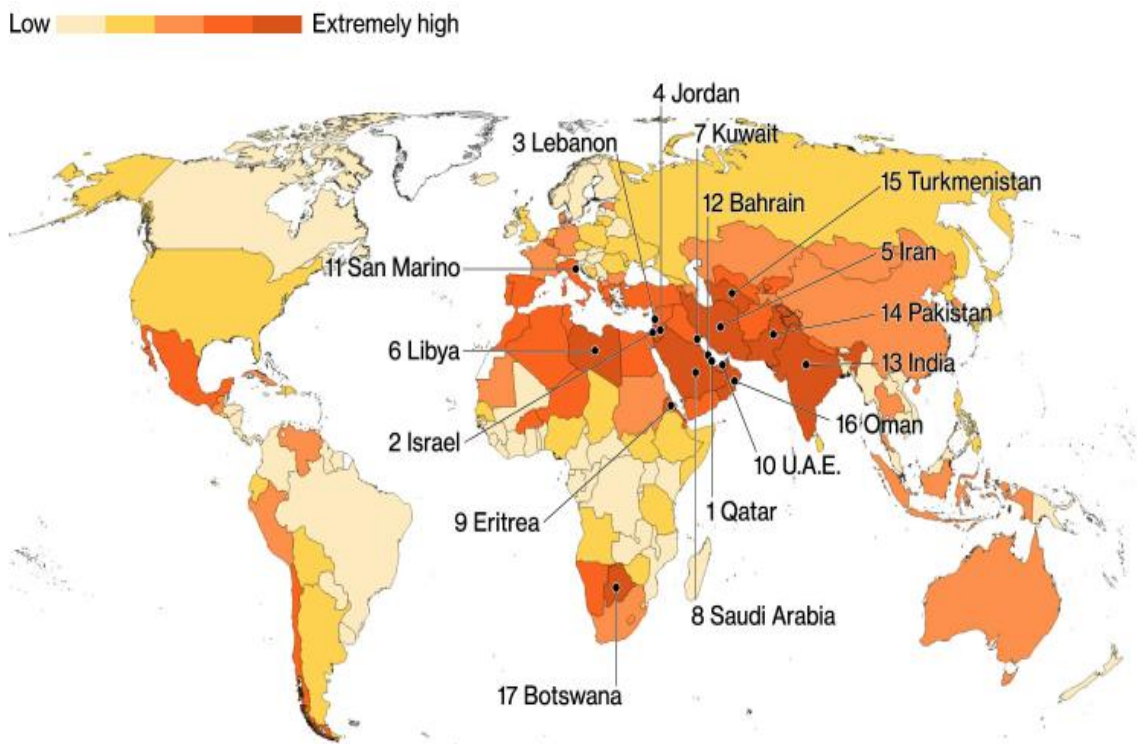 Low Extremely high
4 Jordan
7 Kuwait
3 Lebanon
15 Turkmenistan
12 Bahrain
5 Iran
11 San Marino
14 Pakistan
6 Libya
13 India
16 Oman
2 Israel
10 U.A.E.
1 Qatar
9 Eritrea
8 Saudi Arabia
17 Botswana